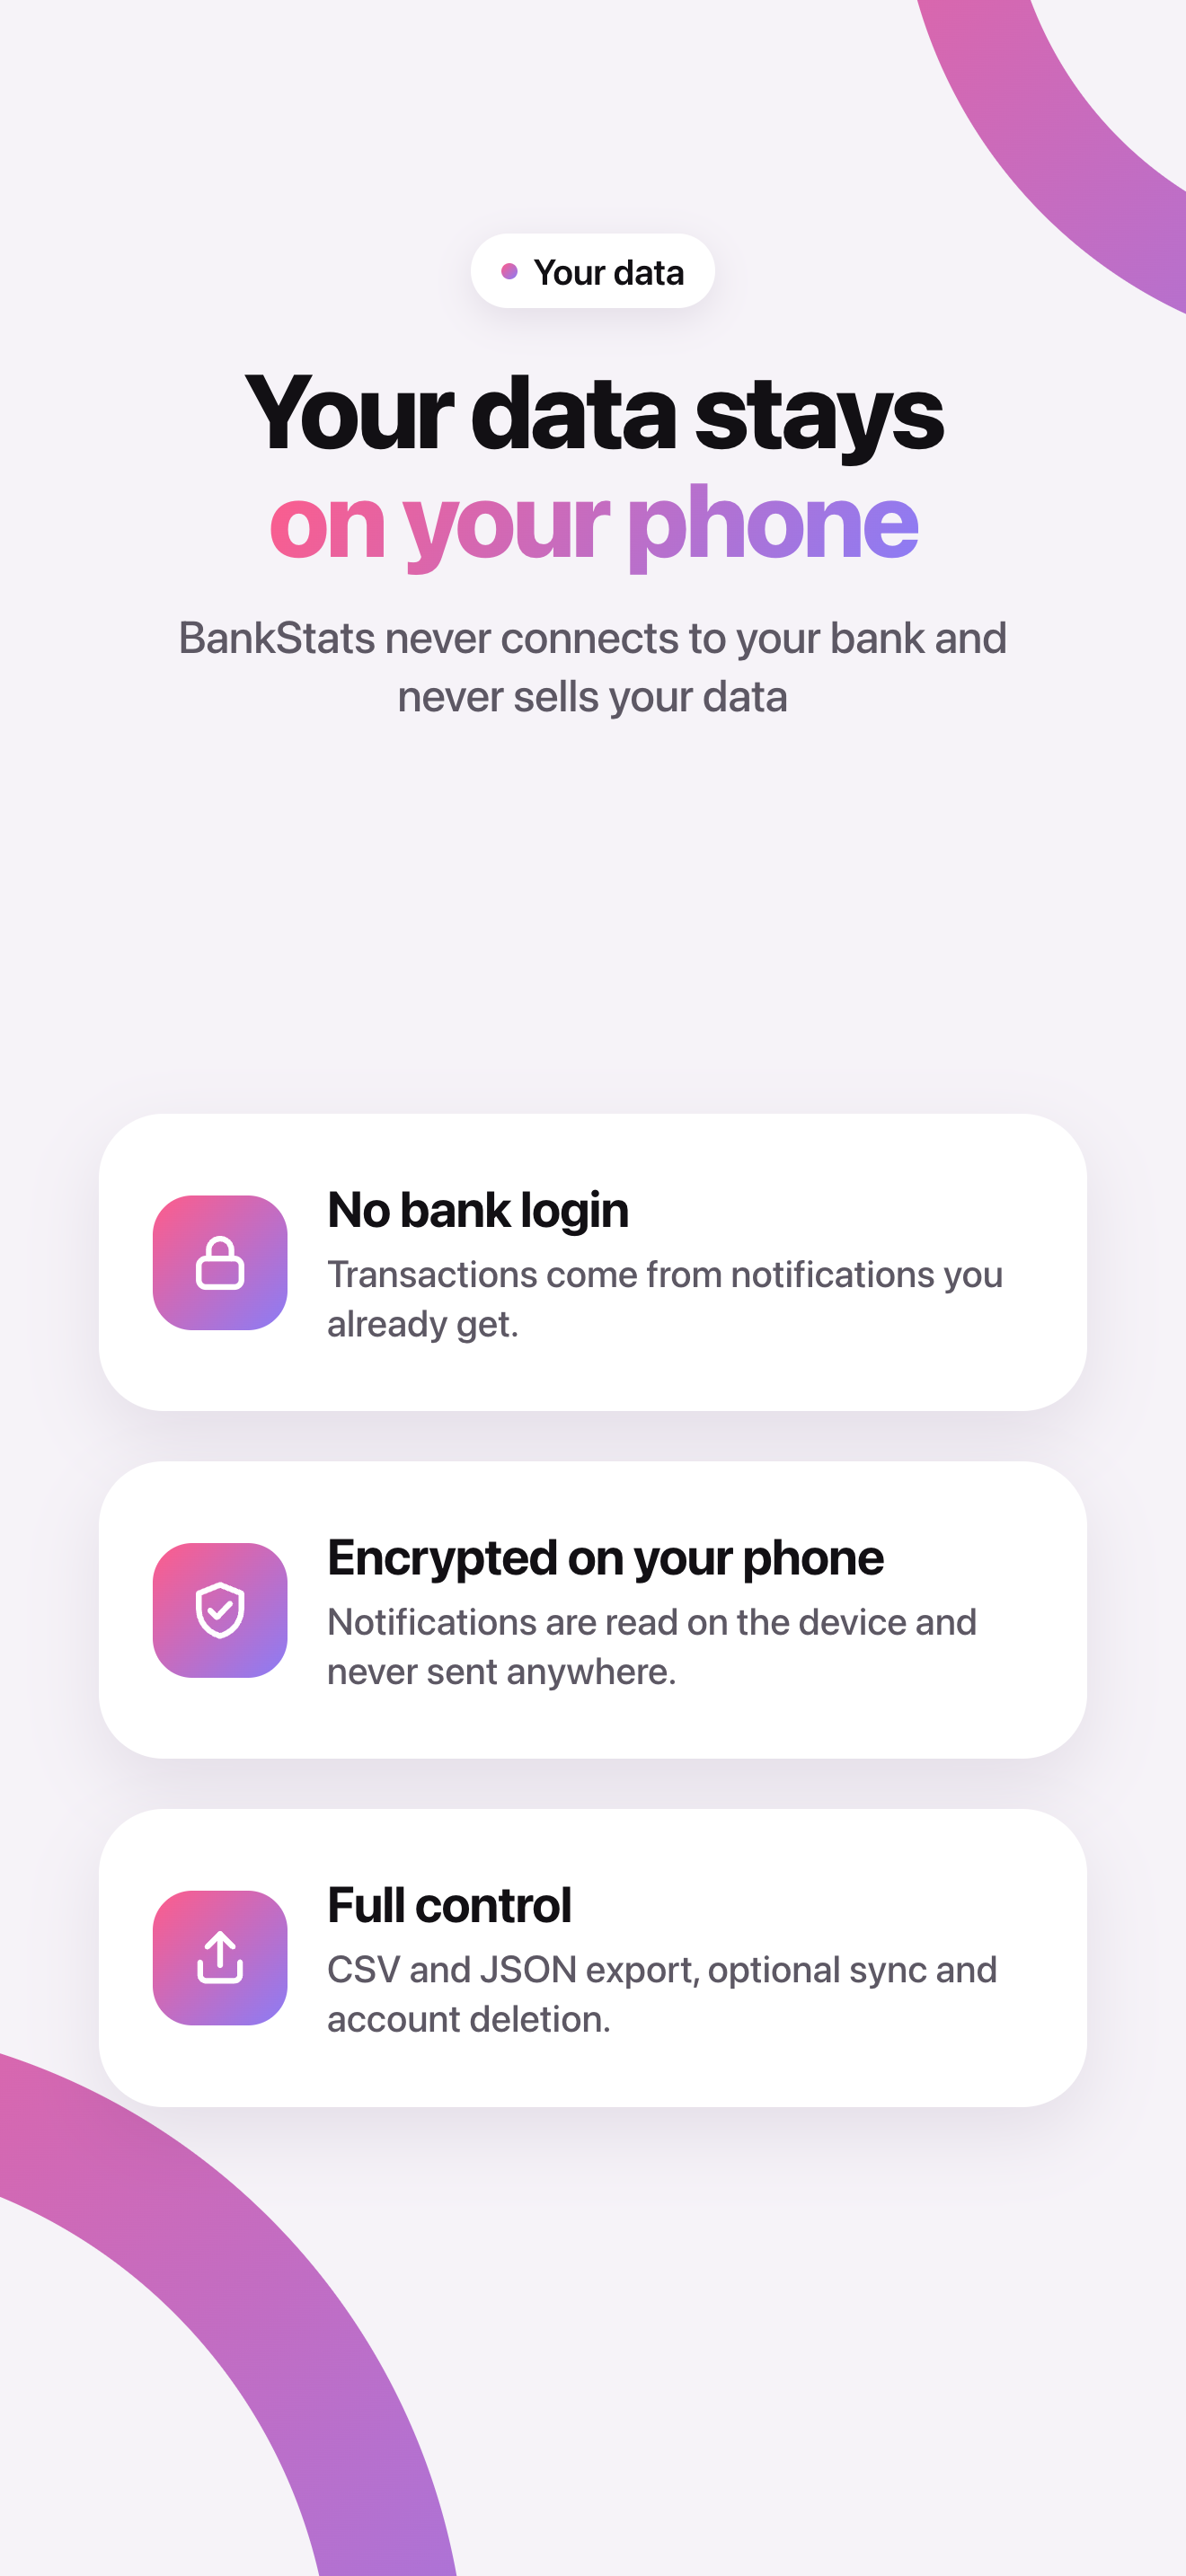 Your data
Your data stays
on your phone
BankStats never connects to your bank and
never sells your data
No bank login
Transactions come from notifications you
already get.
Encrypted on your phone
Notifications are read on the device and
never sent anywhere.
Full control
CSV and JSON export, optional sync and
account deletion.